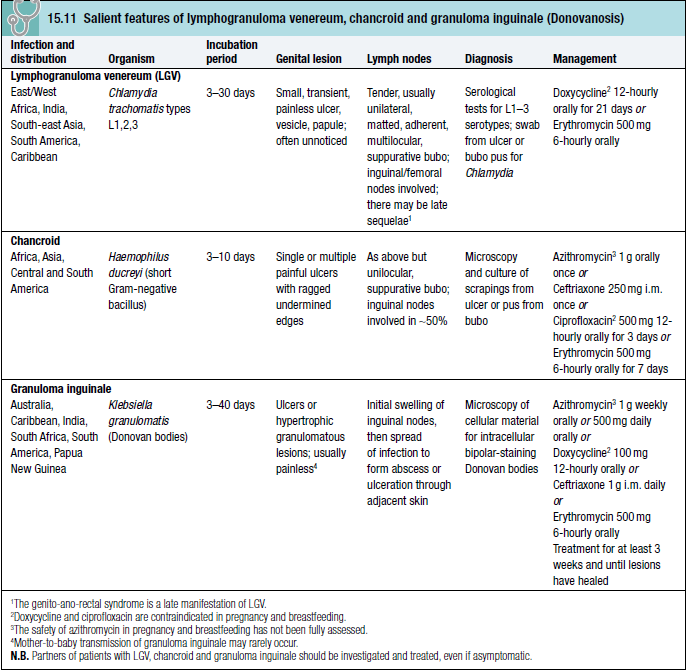 15.11 Salient features of lymphogranuloma venereum, chancroid and granuloma inguinale (Donovanosis)
Infection and distribution
Organism
Incubation period
Genital lesion
Lymph nodes
Diagnosis
Management
Lymphogranuloma venereum (LGV)
East/West
Africa, India,
South-east Asia,
South America,
Caribbean
Chlamydia
trachomatis types
L1,2,3
3–30 days
Small, transient,
painless ulcer,
vesicle, papule;
often unnoticed
Tender, usually
unilateral,
matted, adherent,
multilocular,
suppurative bubo;
inguinal/femoral
nodes involved;
there may be late
sequelae¹
Serological
tests for L1–3
serotypes; swab
from ulcer or
bubo pus for
Chlamydia
Doxycycline² 12-hourly
orally for 21 days or
Erythromycin 500 mg
6-hourly orally
Chancroid
Africa, Asia,
Central and South
America
Haemophilus
ducreyi (short
Gram-negative
bacillus)
3–10 days
Single or multiple
painful ulcers
with ragged
undermined
edges
As above but
unilocular,
suppurative bubo;
inguinal nodes
involved in ~50%
Microscopy
and culture of
scrapings from
ulcer or pus from
bubo
Azithromycin³ 1 g orally
once or
Ceftriaxone 250 mg i.m.
once or
Ciprofloxacin² 500 mg 12-
hourly orally for 3 days or
Erythromycin 500 mg
6-hourly orally for 7 days
Granuloma inguinale
Australia,
Caribbean, India,
South Africa, South
America, Papua
New Guinea
Klebsiella
granulomatis
(Donovan bodies)
3–40 days
Ulcers or
hypertrophic
granulomatous
lesions; usually
painless⁴
Initial swelling of
inguinal nodes,
then spread
of infection to
form abscess or
ulceration through
adjacent skin
Microscopy of
cellular material
for intracellular
bipolar-staining
Donovan bodies
Azithromycin³ 1 g weekly
orally or 500 mg daily
orally or
Doxycycline² 100 mg
12-hourly orally or
Ceftriaxone 1 g i.m. daily
or
Erythromycin 500 mg
6-hourly orally
Treatment for at least 3
weeks and until lesions
have healed
¹The genito-ano-rectal syndrome is a late manifestation of LGV.
²Doxycycline and ciprofloxacin are contraindicated in pregnancy and breastfeeding.
³The safety of azithromycin in pregnancy and breastfeeding has not been fully assessed.
⁴Mother-to-baby transmission of granuloma inguinale may rarely occur.
N.B. Partners of patients with LGV, chancroid and granuloma inguinale should be investigated and treated, even if asymptomatic.